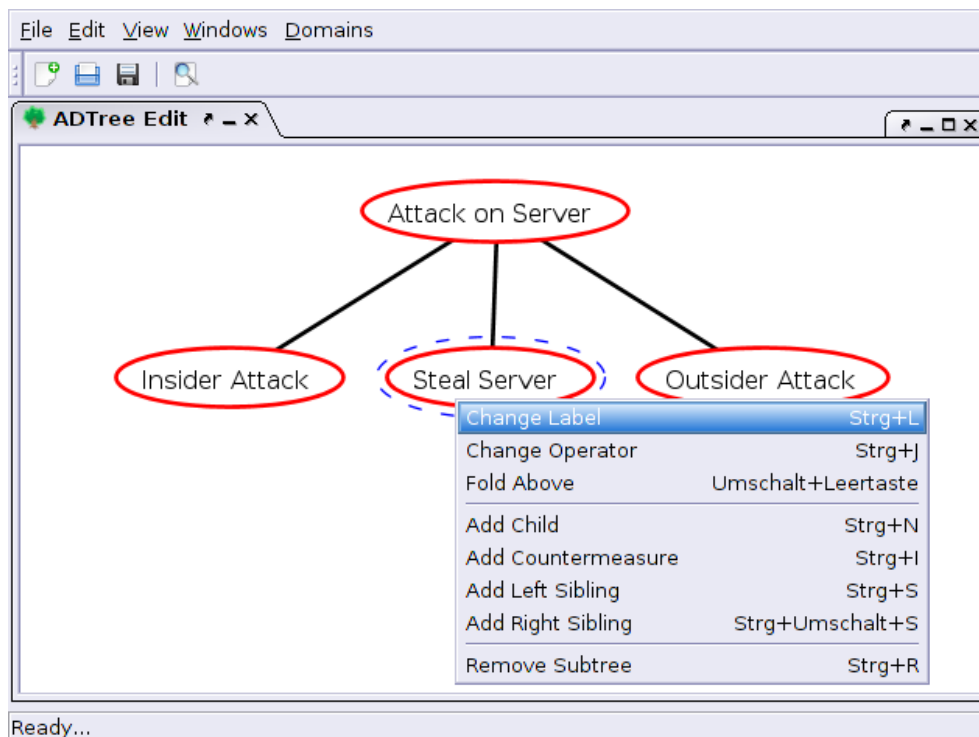 File Edit View Windows Domains
ADTree Edit
Attack on Server
Insider Attack
Steal Server
Outsider Attack
Change Label Strg+L
Change Operator Strg+J
Fold Above Umschalt+Leertaste
Add Child Strg+N
Add Countermeasure Strg+I
Add Left Sibling Strg+S
Add Right Sibling Strg+Umschalt+S
Remove Subtree Strg+R
Ready...